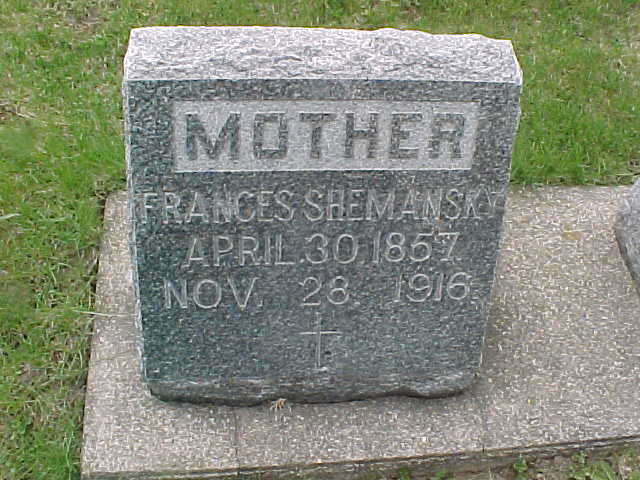 MOTHER
FRANCES SHEMANSKY
APRIL 30 1857
NOV. 28 1916